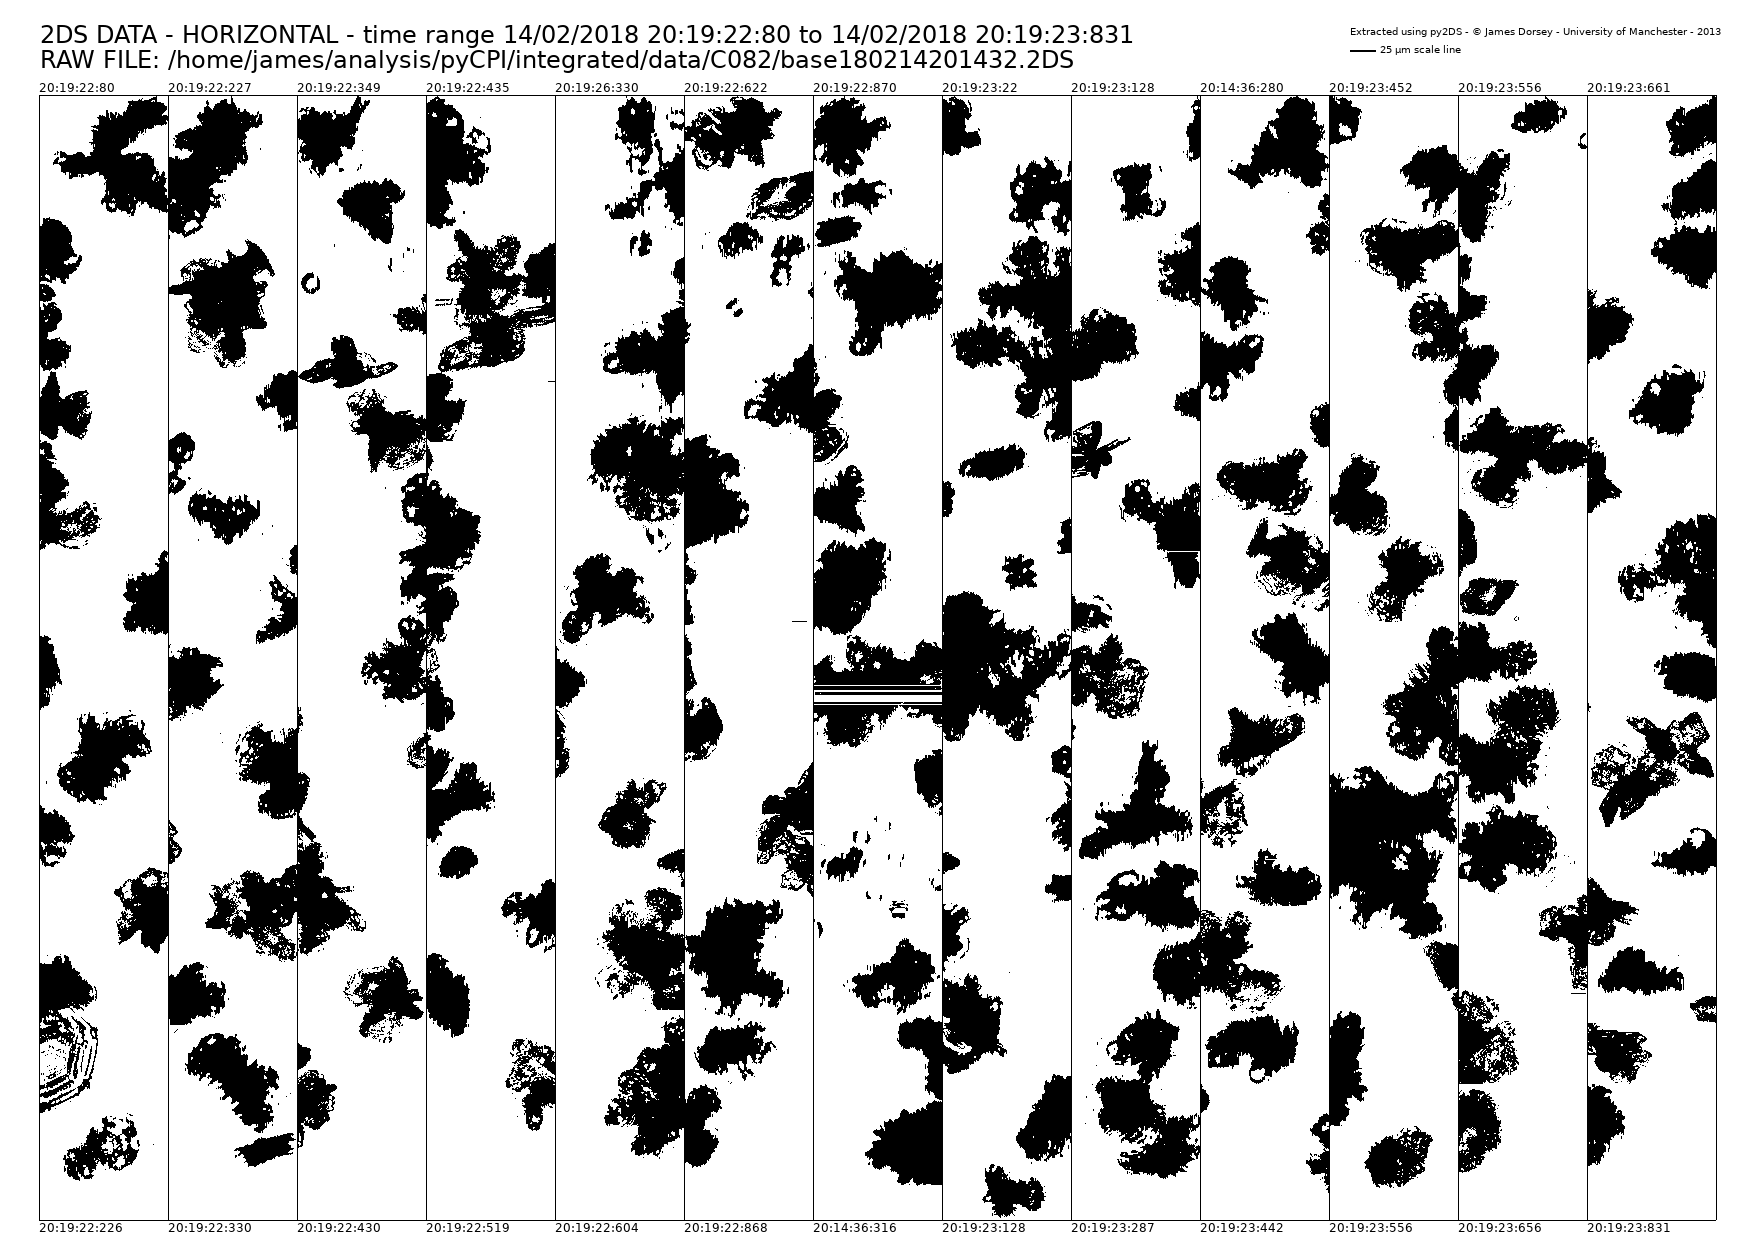 2DS DATA - HORIZONTAL - time range 14/02/2018 20:19:22:80 to 14/02/2018 20:19:23:831
RAW FILE: /home/james/analysis/pyCPI/integrated/data/C082/base180214201432.2DS
Extracted using py2DS - © James Dorsey - University of Manchester - 2013
25 µm scale line
20:19:22:80 20:19:22:227 20:19:22:349 20:19:22:435 20:19:26:330 20:19:22:622 20:19:22:870 20:19:23:22 20:19:23:128 20:14:36:280 20:19:23:452 20:19:23:556 20:19:23:661
20:19:22:226 20:19:22:330 20:19:22:430 20:19:22:519 20:19:22:604 20:19:22:868 20:14:36:316 20:19:23:128 20:19:23:287 20:19:23:442 20:19:23:556 20:19:23:656 20:19:23:831